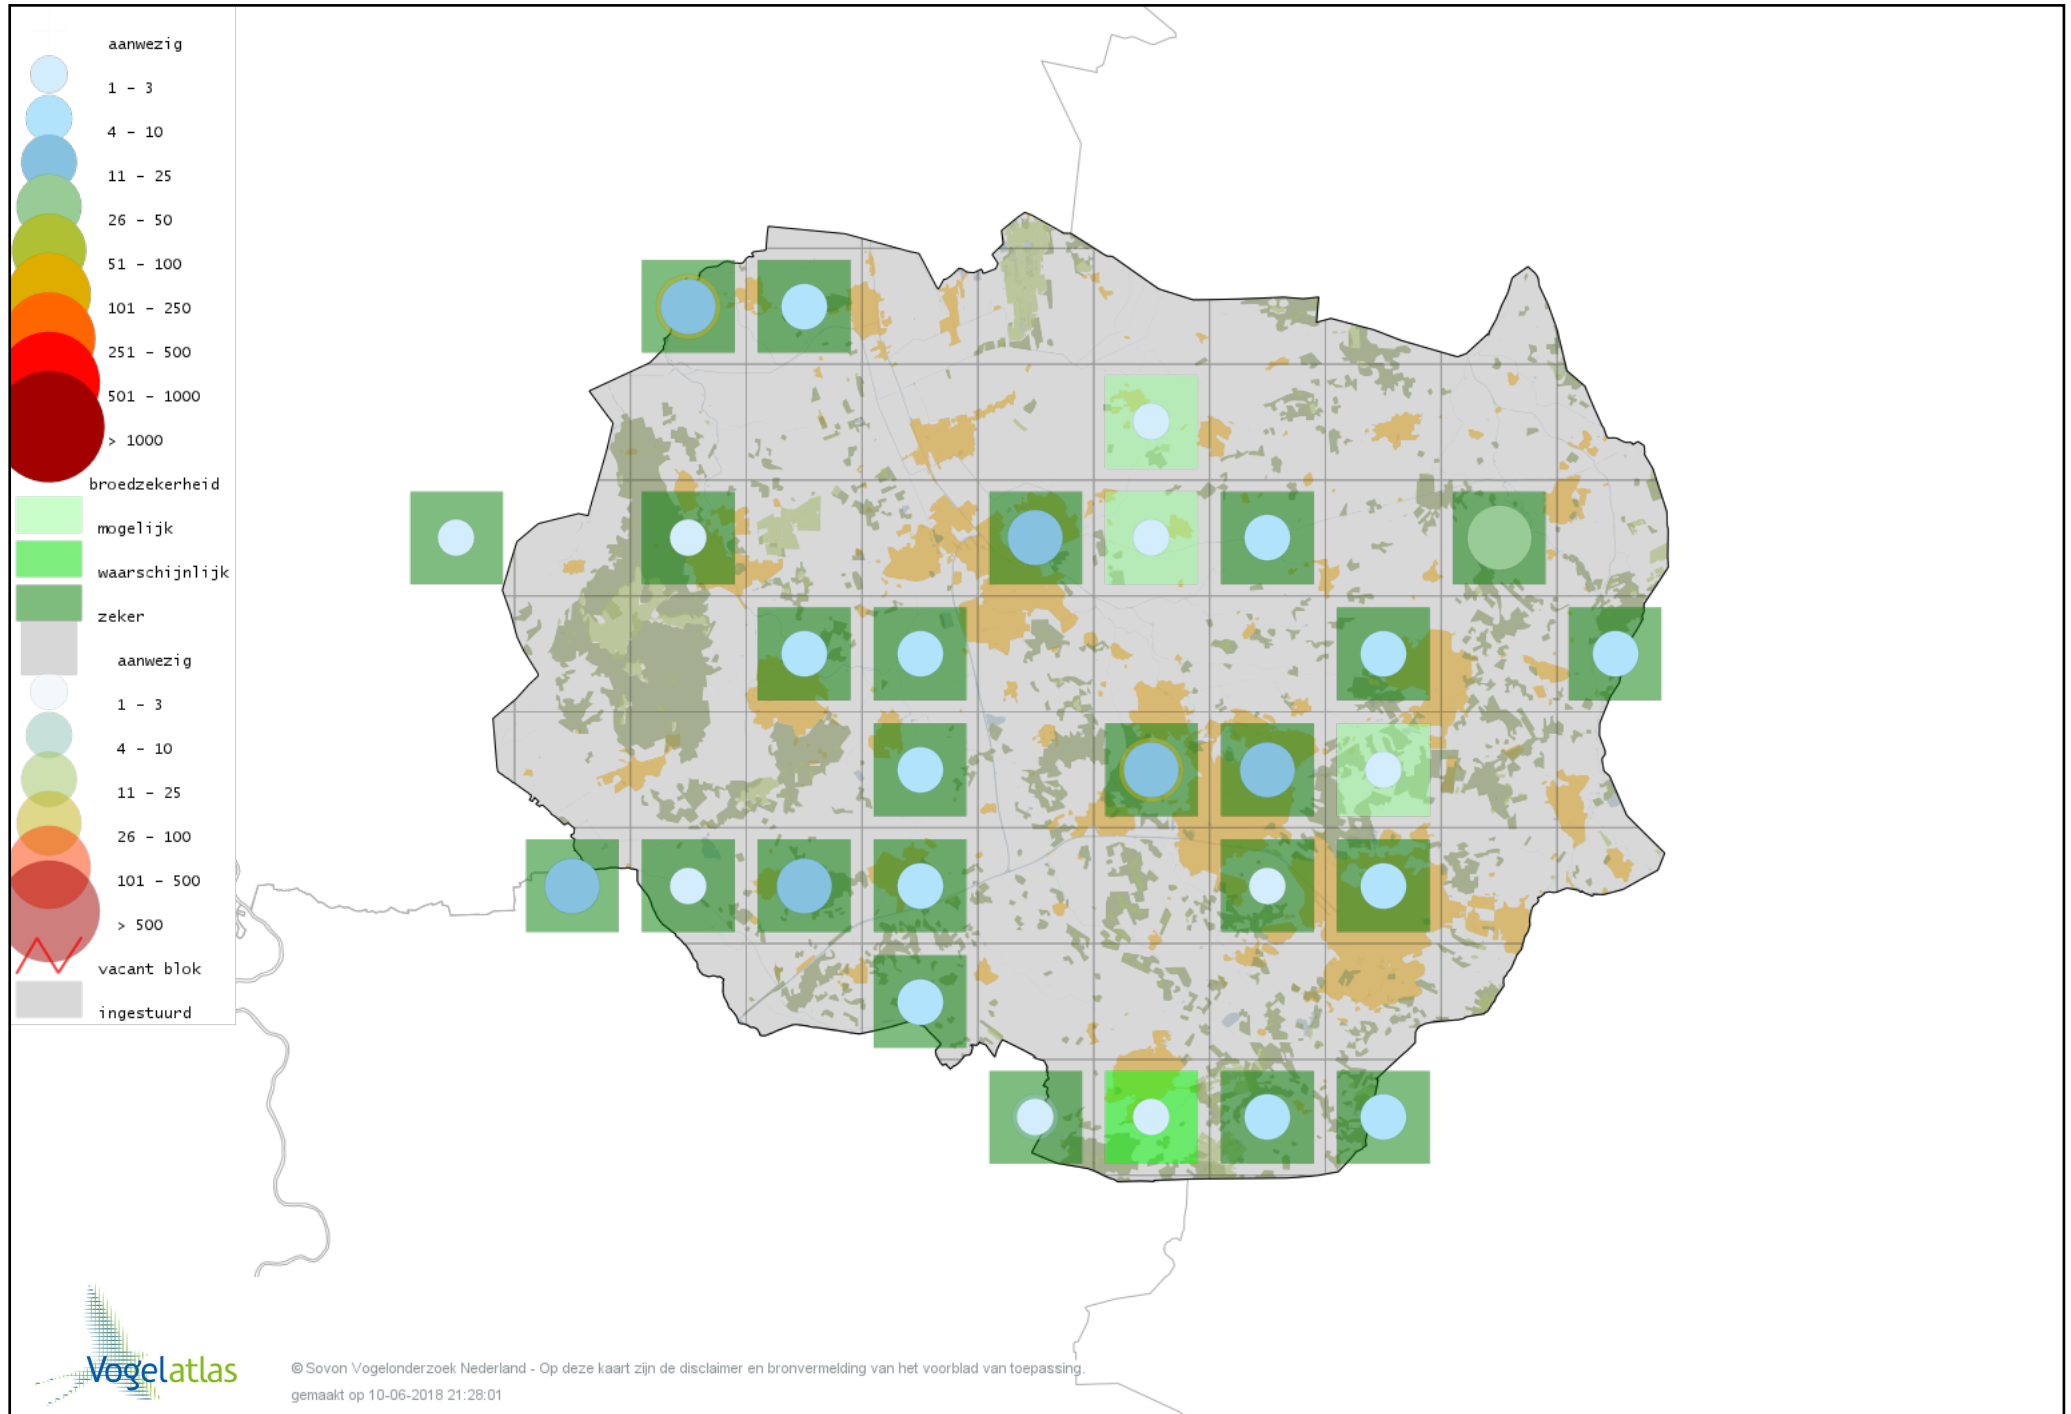 aanwezig
1 - 3
4 - 10
11 - 25
26 - 50
51 - 100
101 - 250
251 - 500
501 - 1000
> 1000
broedzekerheid
mogelijk
waarschijnlijk
zeker
aanwezig
1 - 3
4 - 10
11 - 25
26 - 100
101 - 500
> 500
vacant blok
ingestuurd
Vogelatlas
© Sovon Vogelonderzoek Nederland - Op deze kaart zijn de disclaimer en bronvermelding van het voorblad van toepassing.
gemaakt op 10-06-2018 21:28:01